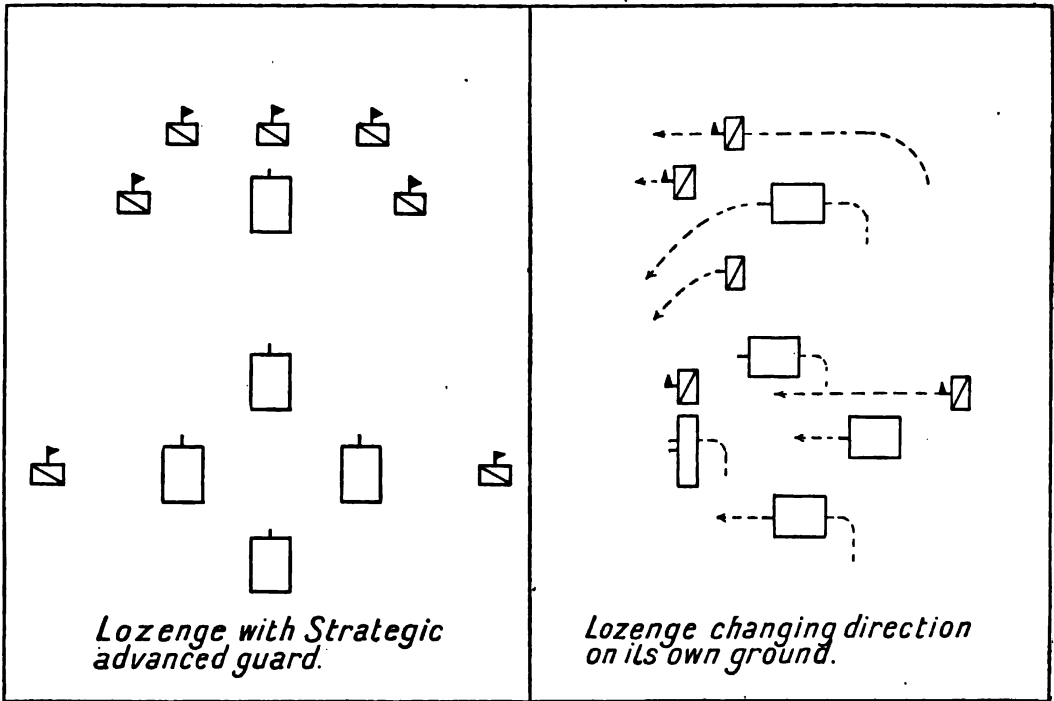 Lozenge with Strategic
advanced guard.
Lozenge changing direction
on its own ground.